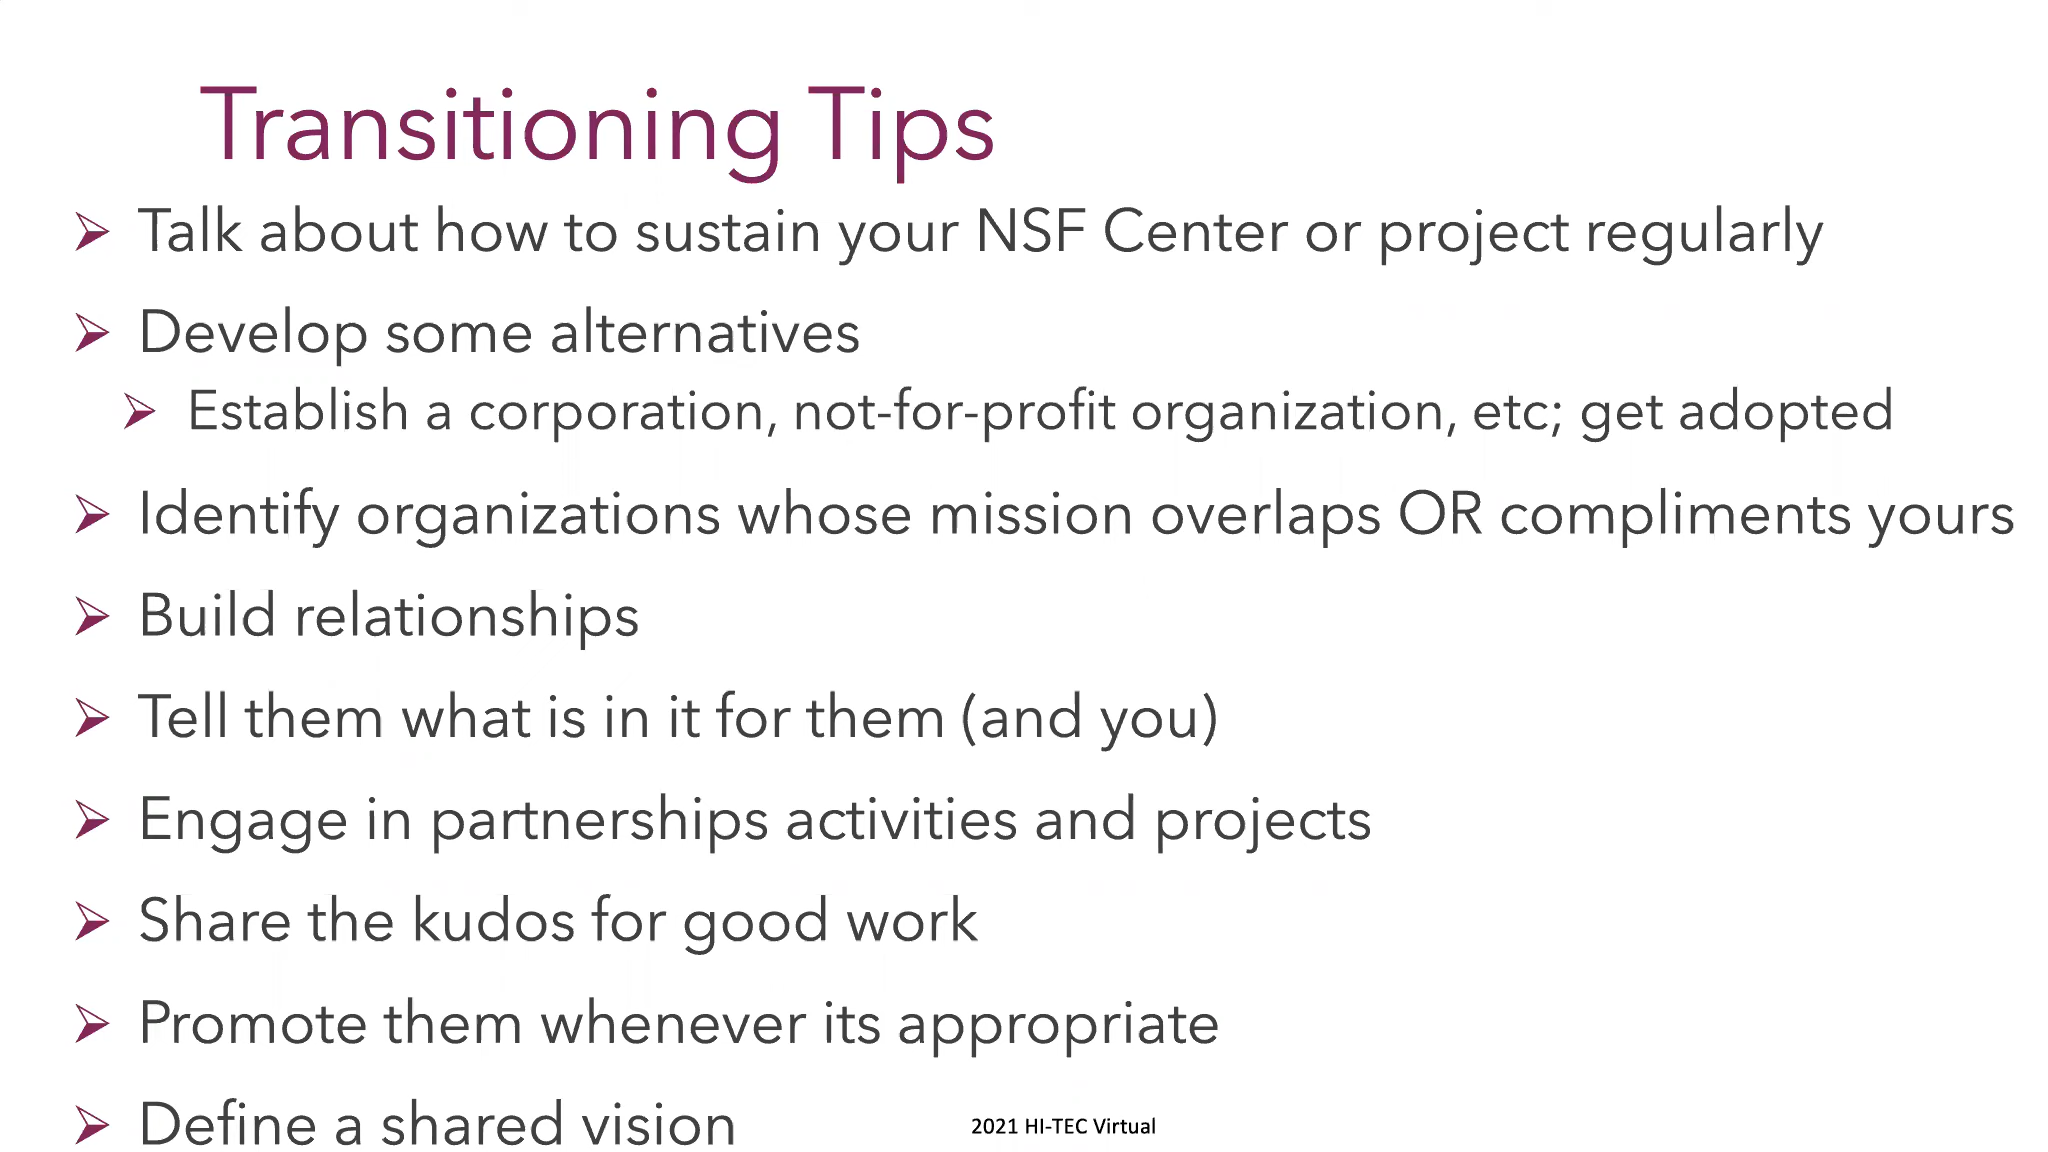 Transitioning Tips
Talk about how to sustain your NSF Center or project regularly
Develop some alternatives
Establish a corporation, not-for-profit organization, etc; get adopted
Identify organizations whose mission overlaps OR compliments yours
Build relationships
Tell them what is in it for them (and you)
Engage in partnerships activities and projects
Share the kudos for good work
Promote them whenever its appropriate
Define a shared vision
2021 HI-TEC Virtual